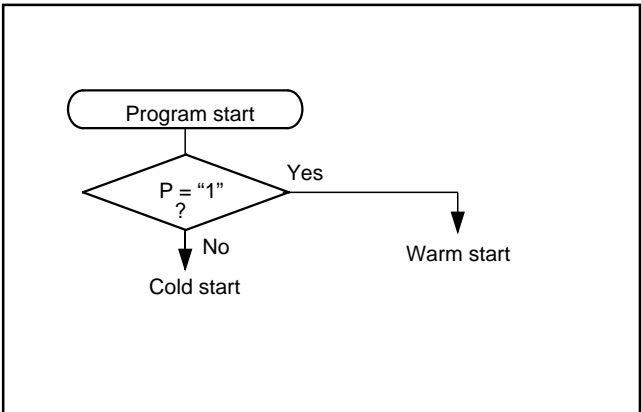 Program start
P = “1”
?
Yes
No
Warm start
Cold start